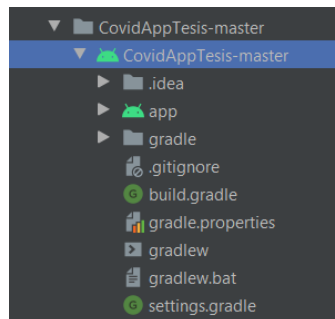 CovidAppTesis-master
CovidAppTesis-master
.idea
app
gradle
.gitignore
build.gradle
gradle.properties
gradlew
gradlew.bat
settings.gradle